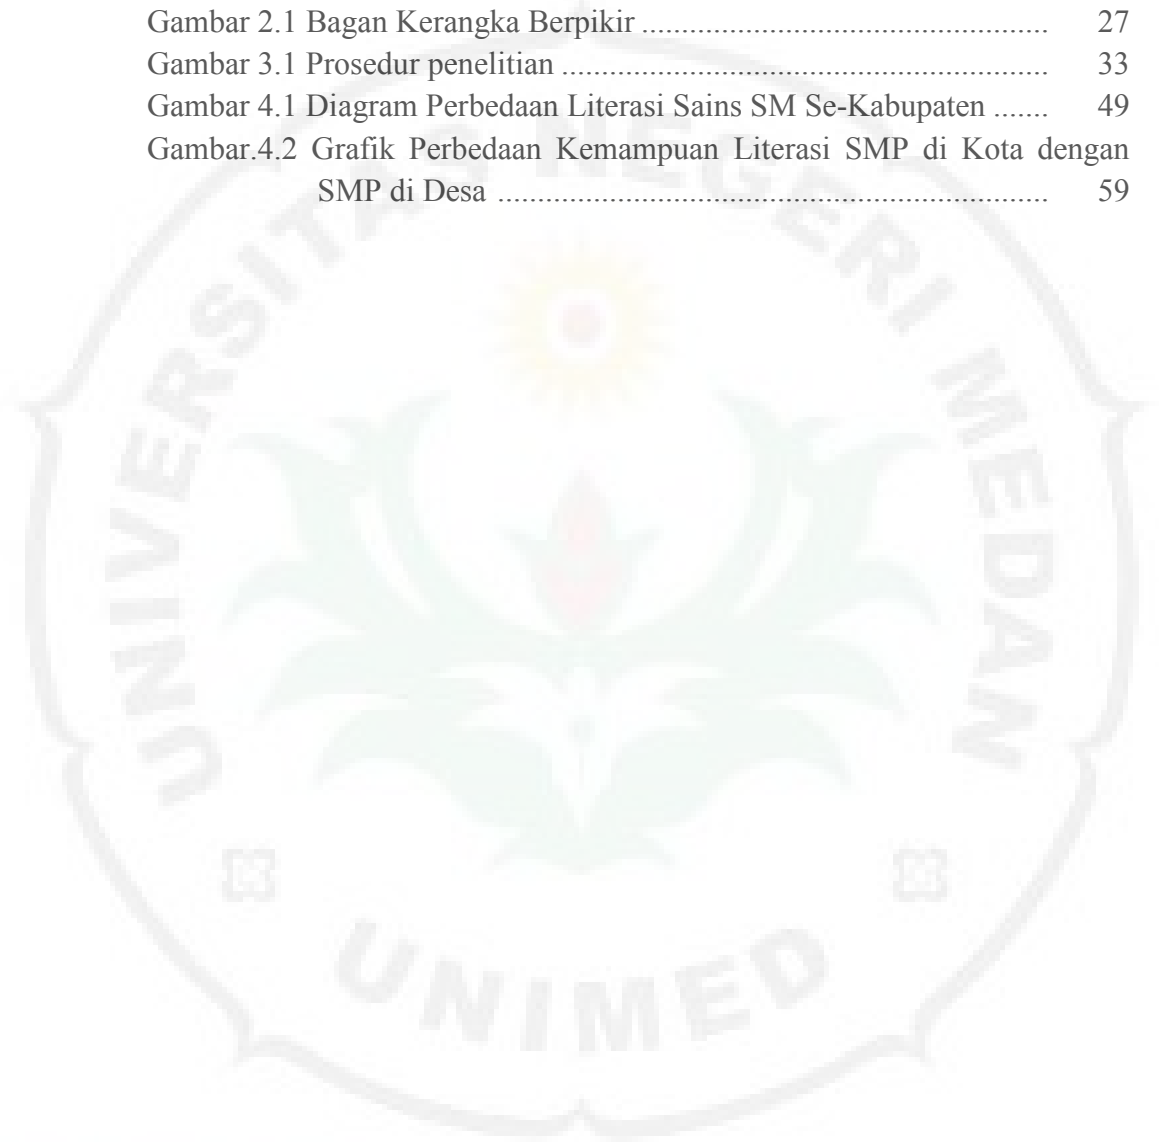 Gambar 2.1 Bagan Kerangka Berpikir ................................................... 27
Gambar 3.1 Prosedur penelitian ............................................................. 33
Gambar 4.1 Diagram Perbedaan Literasi Sains SM Se-Kabupaten ....... 49
Gambar.4.2 Grafik Perbedaan Kemampuan Literasi SMP di Kota dengan
SMP di Desa ..................................................................... 59
UNIVERSITAS NEGERI MEDAN
UNIMED